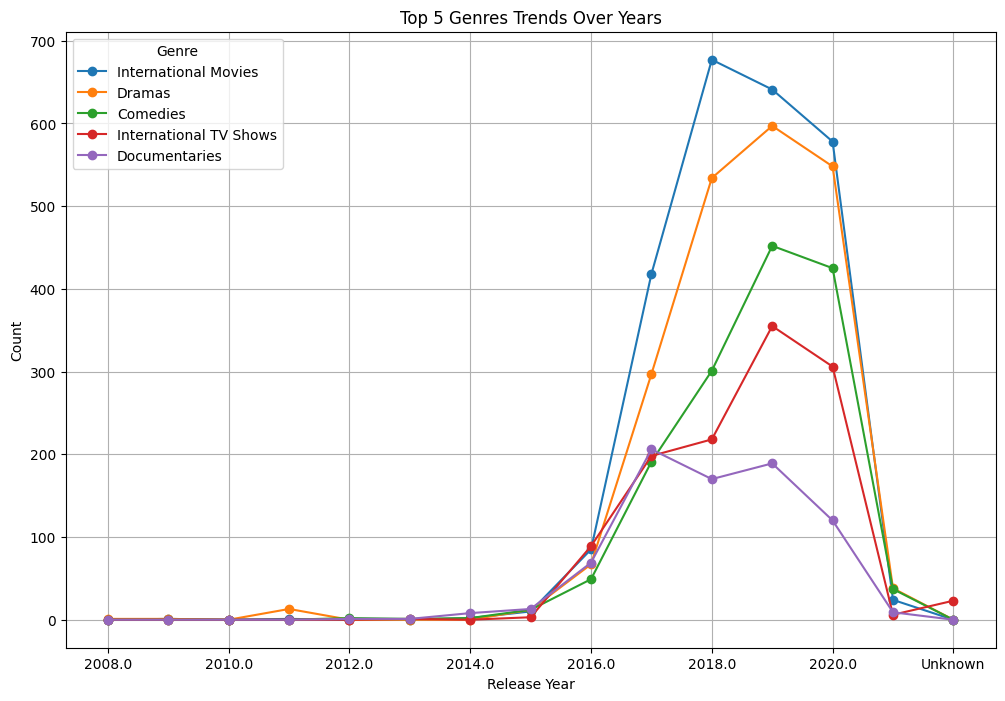 Top 5 Genres Trends Over Years
Genre
International Movies
Dramas
Comedies
International TV Shows
Documentaries
Count
700
600
500
400
300
200
100
0
2008.0 2010.0 2012.0 2014.0 2016.0 2018.0 2020.0 Unknown
Release Year